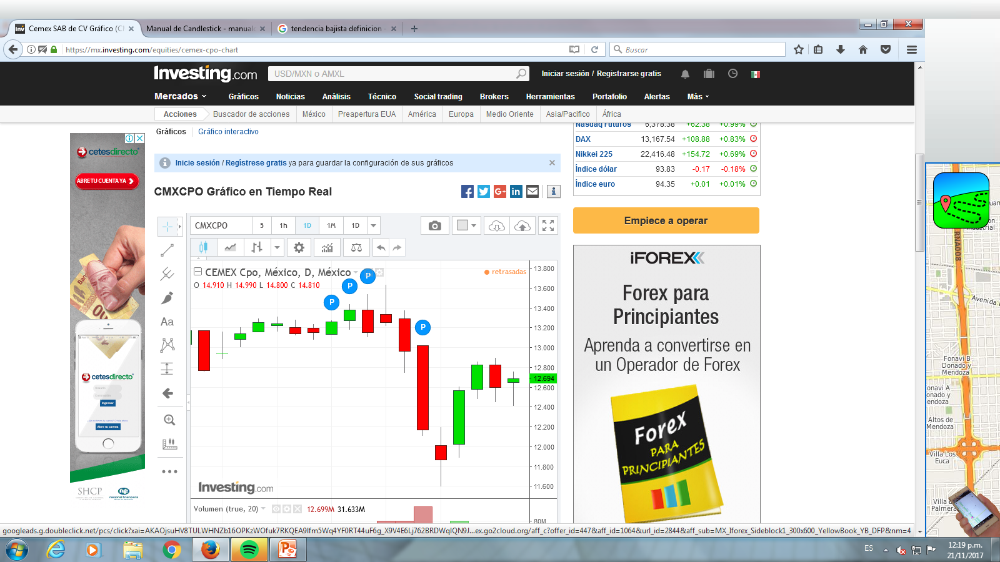 Cemex SAB de CV Gráfico (CM
Manual de Candlestick - manual
tendencia bajista definicion -
https://mx.investing.com/equities/cemex-cpo-chart
Buscar
Investing.com
USD/MXN o AMXL
Iniciar sesión / Registrarse gratis
Mercados
Gráficos
Noticias
Análisis
Técnico
Social trading
Brokers
Herramientas
Portafolio
Alertas
Más
Acciones
Buscador de acciones
México
Preapertura EUA
América
Europa
Medio Oriente
Asia/Pacífico
África
Gráficos
Gráfico interactivo
Nasdaq Futuros 6,378.38 +62.38 +0.99%
DAX 13,167.54 +108.88 +0.83%
Nikkei 225 22,416.48 +154.72 +0.69%
Índice dólar 93.83 -0.17 -0.18%
Índice euro 94.35 +0.01 +0.01%
Inicie sesión / Regístrese gratis ya para guardar la configuración de sus gráficos
CMXCPO Gráfico en Tiempo Real
CMXCPO
5
1h
1D
1M
1D
CEMEX Cpo, México, D, México
retrasadas
O 14.910 H 14.990 L 14.800 C 14.810
P
P
P
P
13.800
13.600
13.400
13.200
13.000
12.800
12.694
12.600
12.400
12.200
12.000
11.800
11.600
Investing.com
Volumen (true, 20)
12.699M 31.633M
80M
Aa
cetesdirecto
ABRE TU CUENTA YA
cetesdirecto
Ingresar
Abre tu cuenta
SHCP
Empiece a operar
iFOREX
Forex para
Principiantes
Aprenda a convertirse en
un Operador de Forex
Forex
PARA
PRINCIPIANTES
RNA008
Avenida
Fonavi B
Donado y
Mendoza
onavi A
onado y
endoza
Altos de
Mendoza
Villa Los
Euca
Villa
Palmera
googleads.g.doubleclick.net/pcs/click?xai=AKAOjsuHV8TULWHNZb16OPKzWOfuk7RKQEA9Ifm5Wq4YF0RT44uF6g_X9V4E6Lj762BRDWqIQN9J...ex.go2cloud.org/aff_c?offer_id=447&aff_id=1064&url_id=2844&aff_sub=MX_Iforex_Sideblock1_300x600_YellowBook_YB_DFP&nm=4
ES
12:19 p.m.
21/11/2017